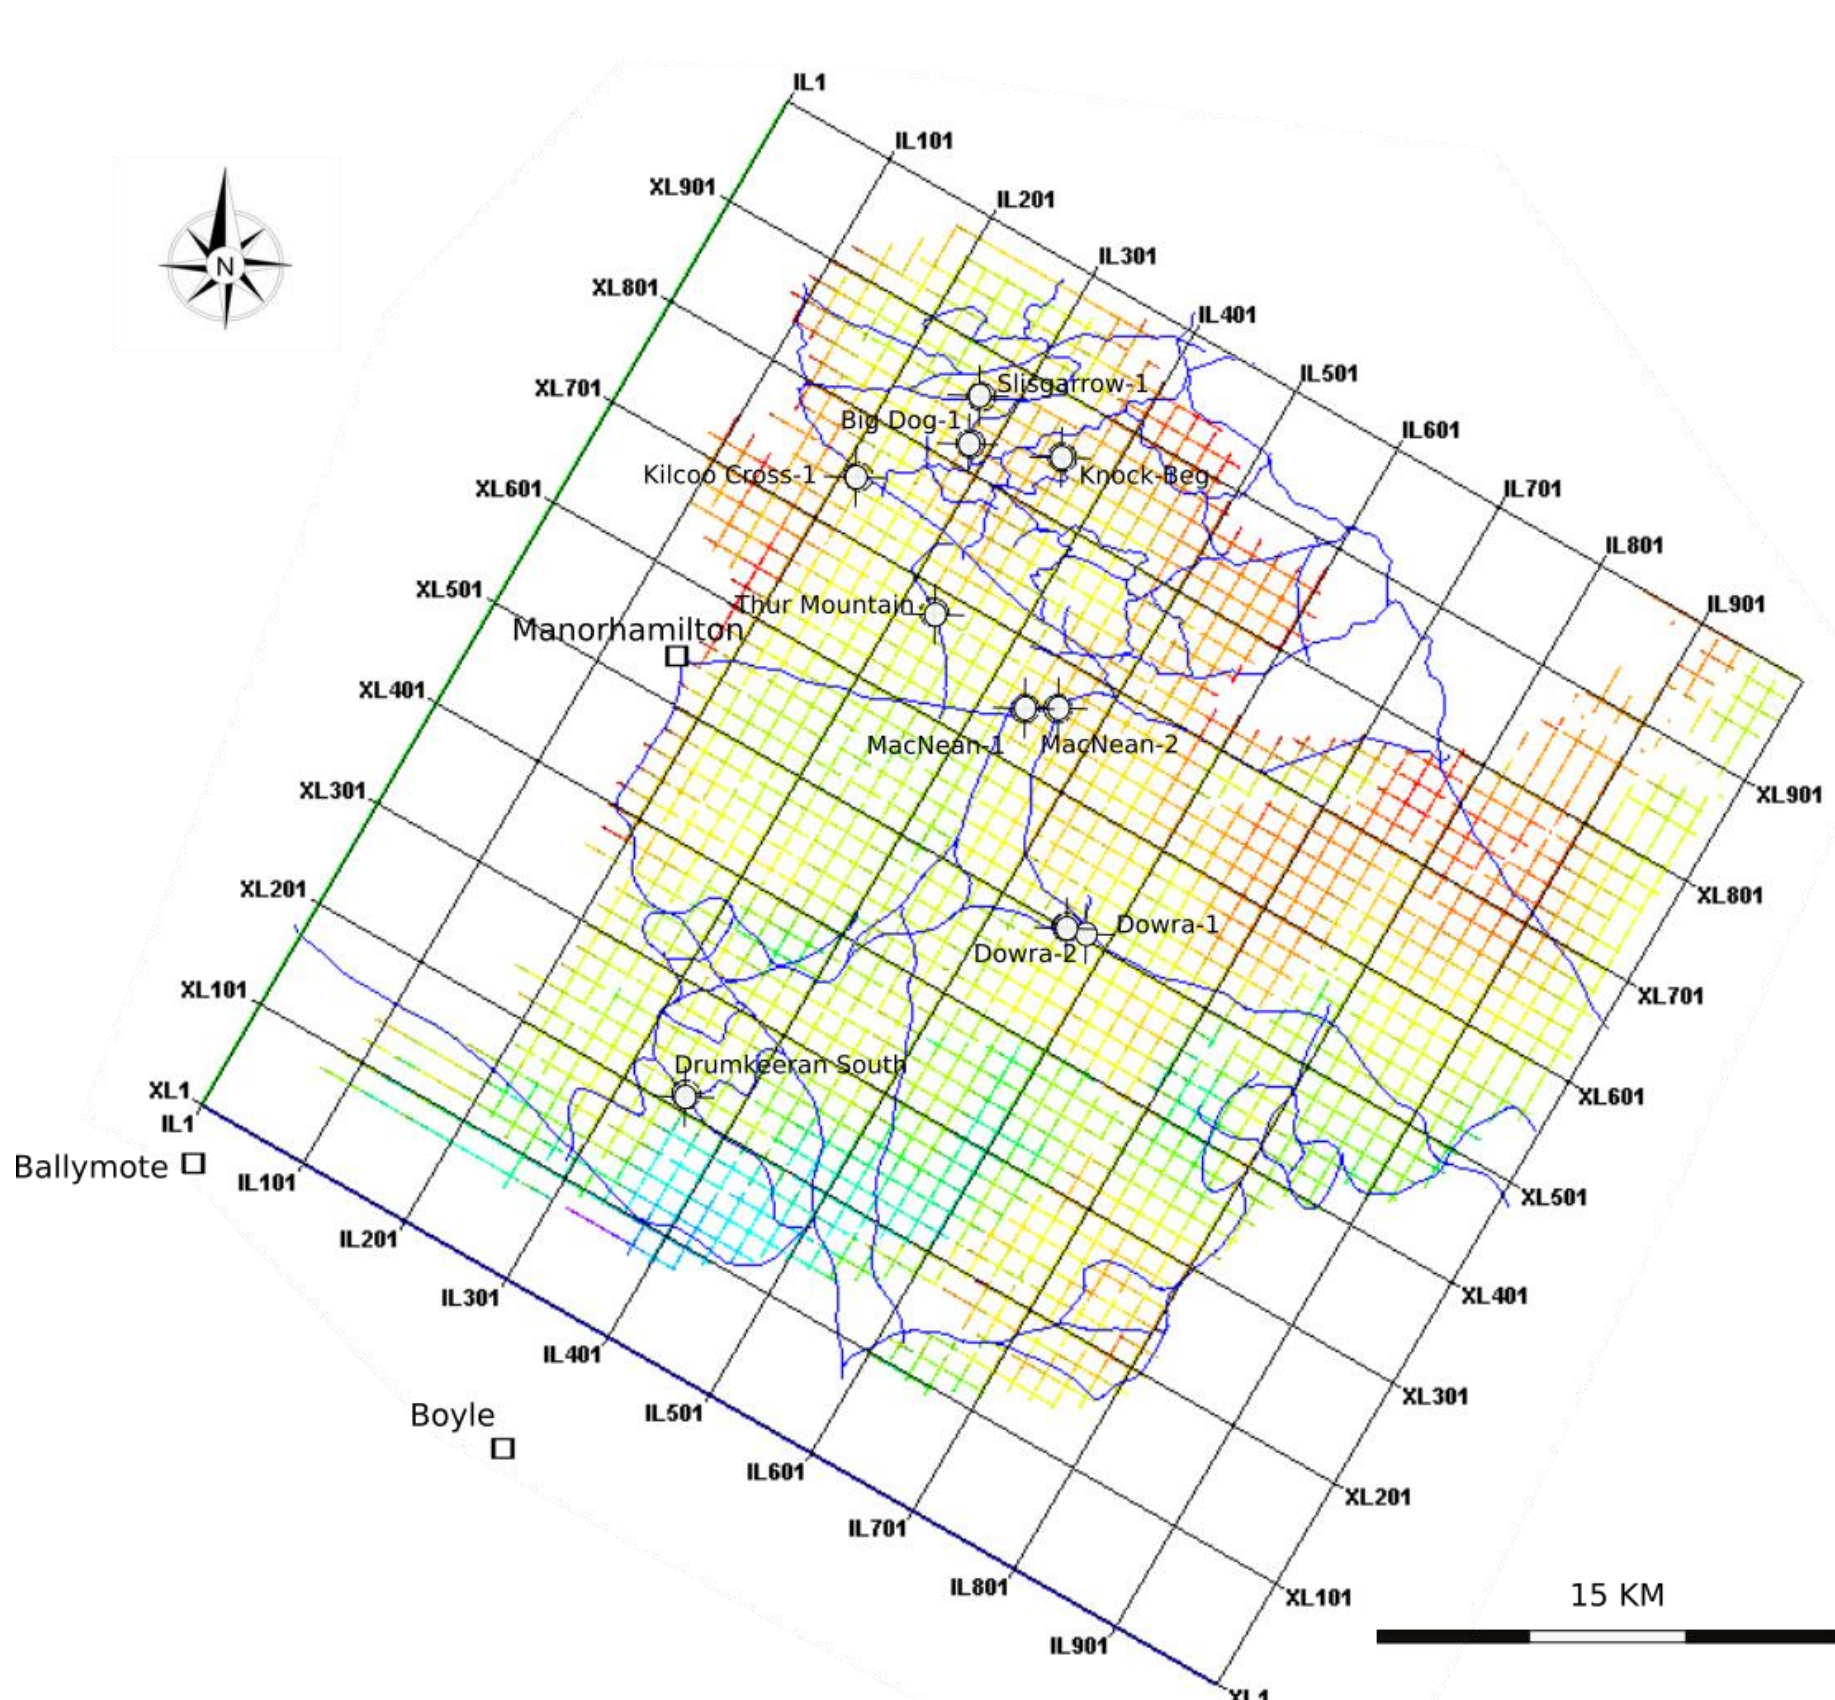 IL1
IL101
XL901
IL201
N
IL301
XL801
IL401
XL701
IL501
Slisgarrow-1
Big Dog-1
IL601
Kilcoo Cross-1
Knock-Beg
XL601
IL701
IL801
XL501
Thur Mountain
IL901
Manorhamilton
XL401
MacNean-1
MacNean-2
XL301
XL901
XL201
XL801
Dowra-1
Dowra-2
XL101
XL701
Drumkeeran South
XL1
XL601
IL1
Ballymote
IL101
XL501
IL201
IL301
XL401
IL401
XL301
IL501
Boyle
IL601
XL201
IL701
IL801
15 KM
XL101
IL901
XL1